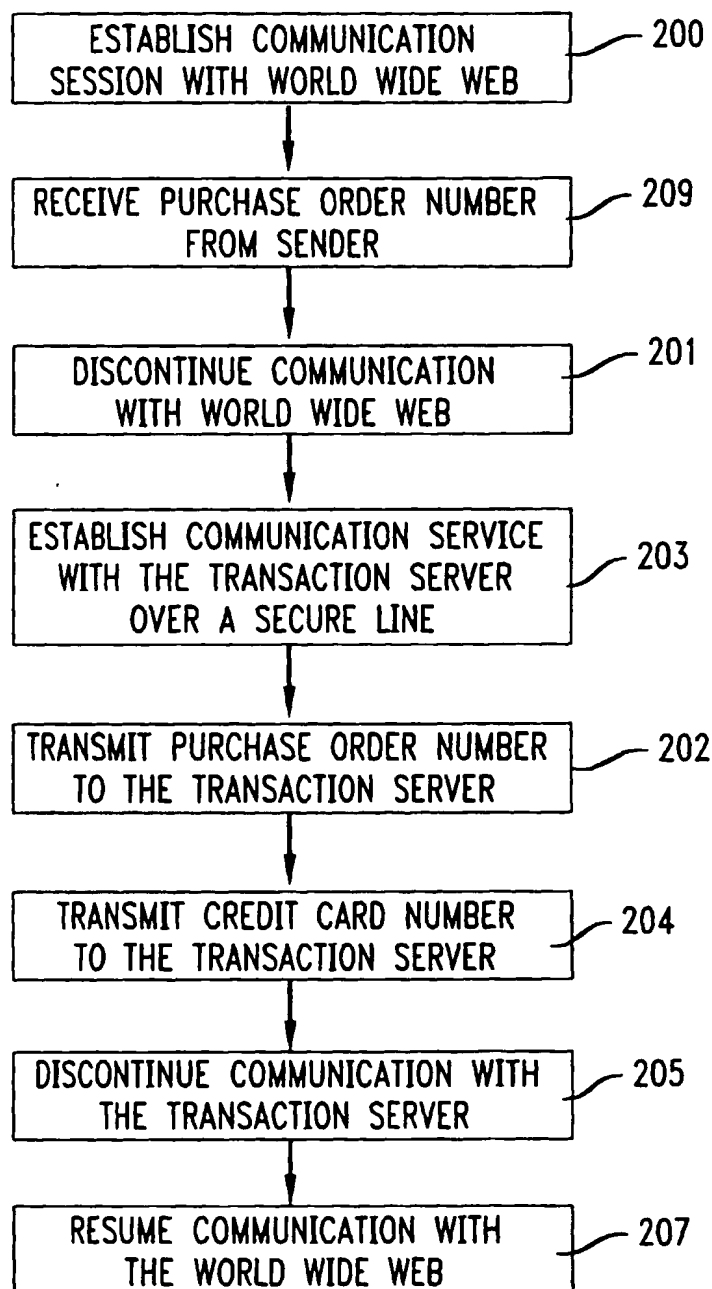 ESTABLISH COMMUNICATION
SESSION WITH WORLD WIDE WEB
200
RECEIVE PURCHASE ORDER NUMBER
FROM SENDER
209
DISCONTINUE COMMUNICATION
WITH WORLD WIDE WEB
201
ESTABLISH COMMUNICATION SERVICE
WITH THE TRANSACTION SERVER
OVER A SECURE LINE
203
TRANSMIT PURCHASE ORDER NUMBER
TO THE TRANSACTION SERVER
202
TRANSMIT CREDIT CARD NUMBER
TO THE TRANSACTION SERVER
204
DISCONTINUE COMMUNICATION WITH
THE TRANSACTION SERVER
205
RESUME COMMUNICATION WITH
THE WORLD WIDE WEB
207